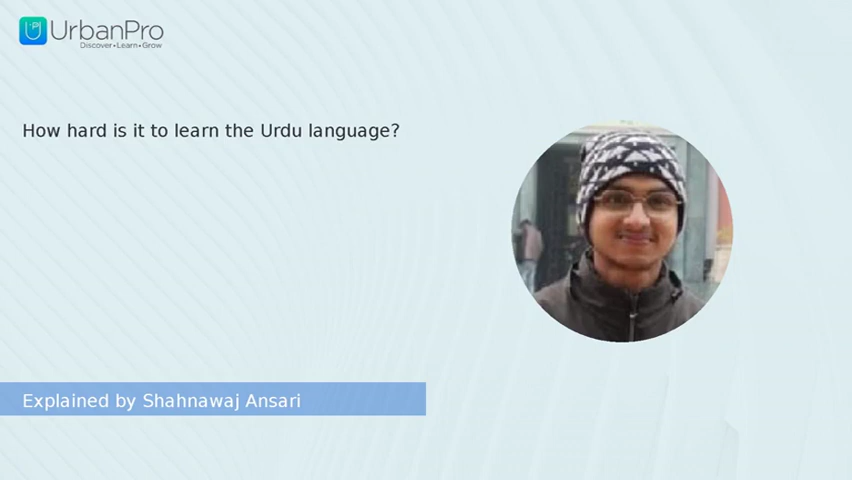 UrbanPro
Discover•Learn•Grow
How hard is it to learn the Urdu language?
Explained by Shahnawaj Ansari